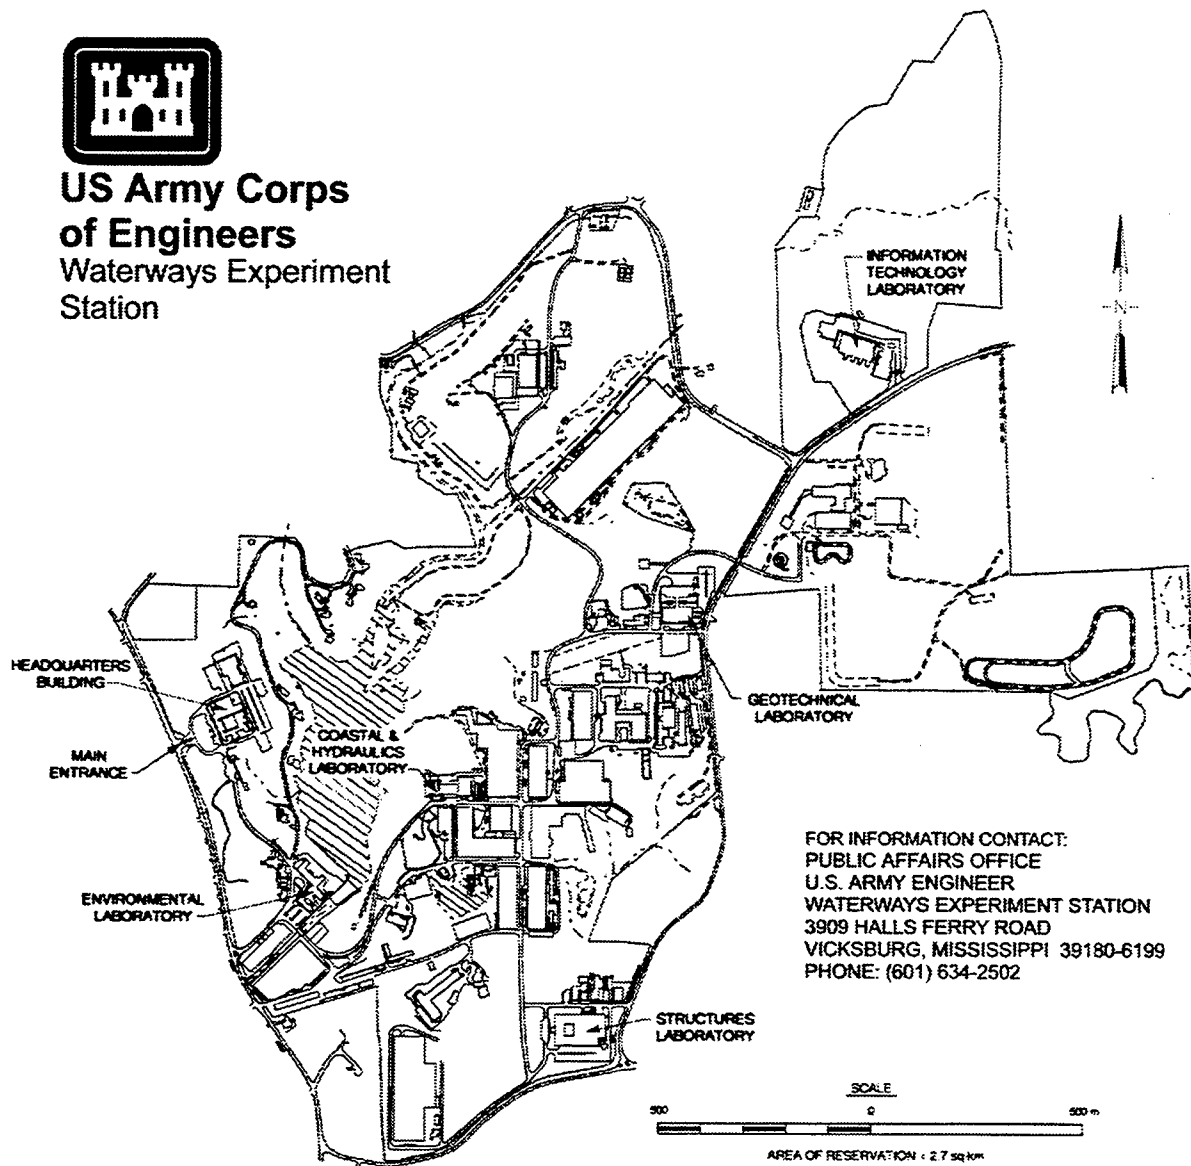 US Army Corps
of Engineers
Waterways Experiment
Station
INFORMATION
TECHNOLOGY
LABORATORY
N
HEADQUARTERS
BUILDING
MAIN
ENTRANCE
COASTAL &
HYDRAULICS
LABORATORY
GEOTECHNICAL
LABORATORY
ENVIRONMENTAL
LABORATORY
STRUCTURES
LABORATORY
FOR INFORMATION CONTACT:
PUBLIC AFFAIRS OFFICE
U.S. ARMY ENGINEER
WATERWAYS EXPERIMENT STATION
3909 HALLS FERRY ROAD
VICKSBURG, MISSISSIPPI 39180-6199
PHONE: (601) 634-2502
SCALE
500 0 500 m
AREA OF RESERVATION : 2.7 sq km